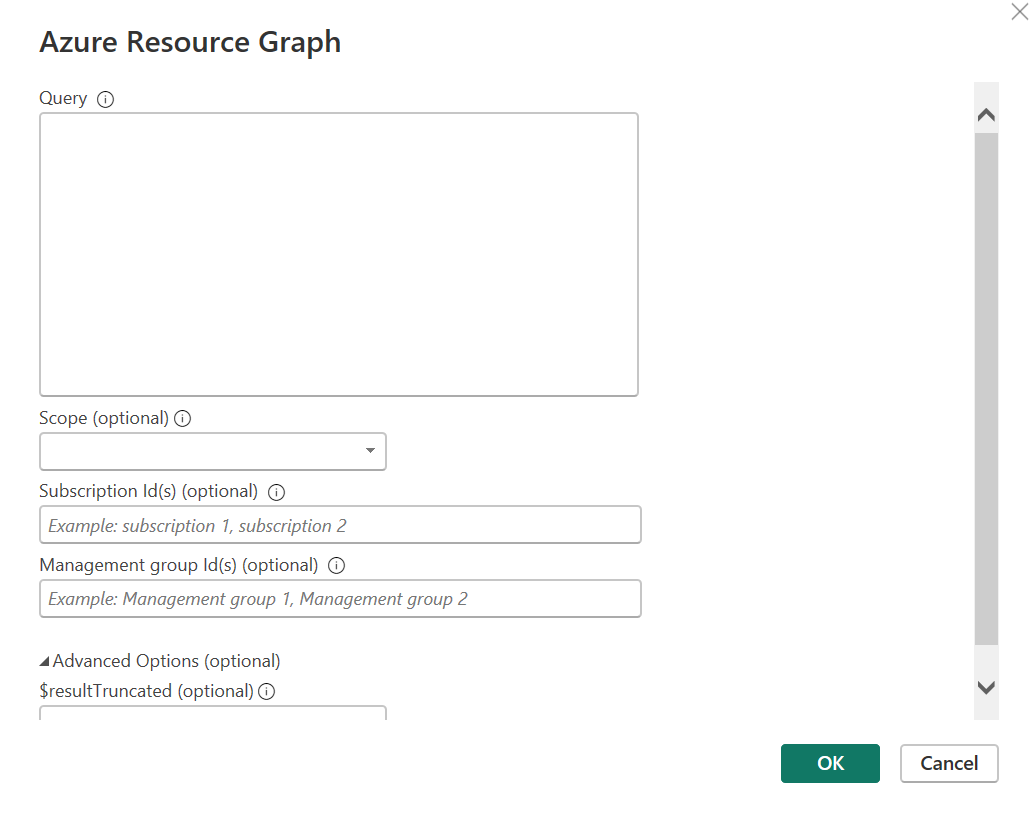 Azure Resource Graph
Query
Scope (optional)
Subscription Id(s) (optional)
Example: subscription 1, subscription 2
Management group Id(s) (optional)
Example: Management group 1, Management group 2
Advanced Options (optional)
$resultTruncated (optional)
OK Cancel